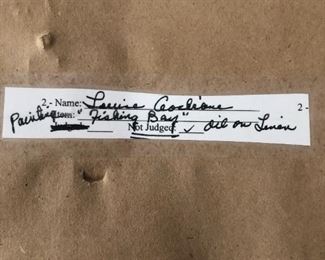 2.- Name: Louise Cochrane 2 -
Painting "Fishing Bay"
Not Judged: ✓ oil on Linen